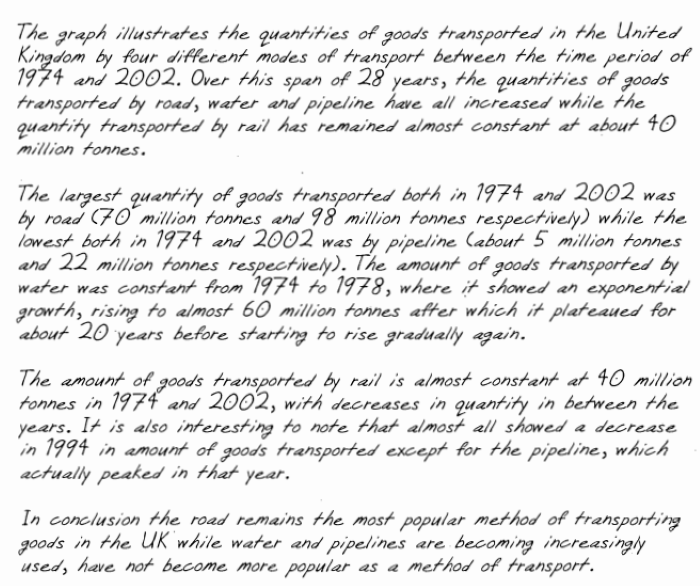 The graph illustrates the quantities of goods transported in the United
Kingdom by four different modes of transport between the time period of
1974 and 2002. Over this span of 28 years, the quantities of goods
transported by road, water and pipeline have all increased while the
quantity transported by rail has remained almost constant at about 40
million tonnes.
The largest quantity of goods transported both in 1974 and 2002 was
by road (70 million tonnes and 98 million tonnes respectively) while the
lowest both in 1974 and 2002 was by pipeline (about 5 million tonnes
and 22 million tonnes respectively). The amount of goods transported by
water was constant from 1974 to 1978, where it showed an exponential
growth, rising to almost 60 million tonnes after which it plateaued for
about 20 years before starting to rise gradually again.
The amount of goods transported by rail is almost constant at 40 million
tonnes in 1974 and 2002, with decreases in quantity in between the
years. It is also interesting to note that almost all showed a decrease
in 1994 in amount of goods transported except for the pipeline, which
actually peaked in that year.
In conclusion the road remains the most popular method of transporting
goods in the UK while water and pipelines are becoming increasingly
used, have not become more popular as a method of transport.